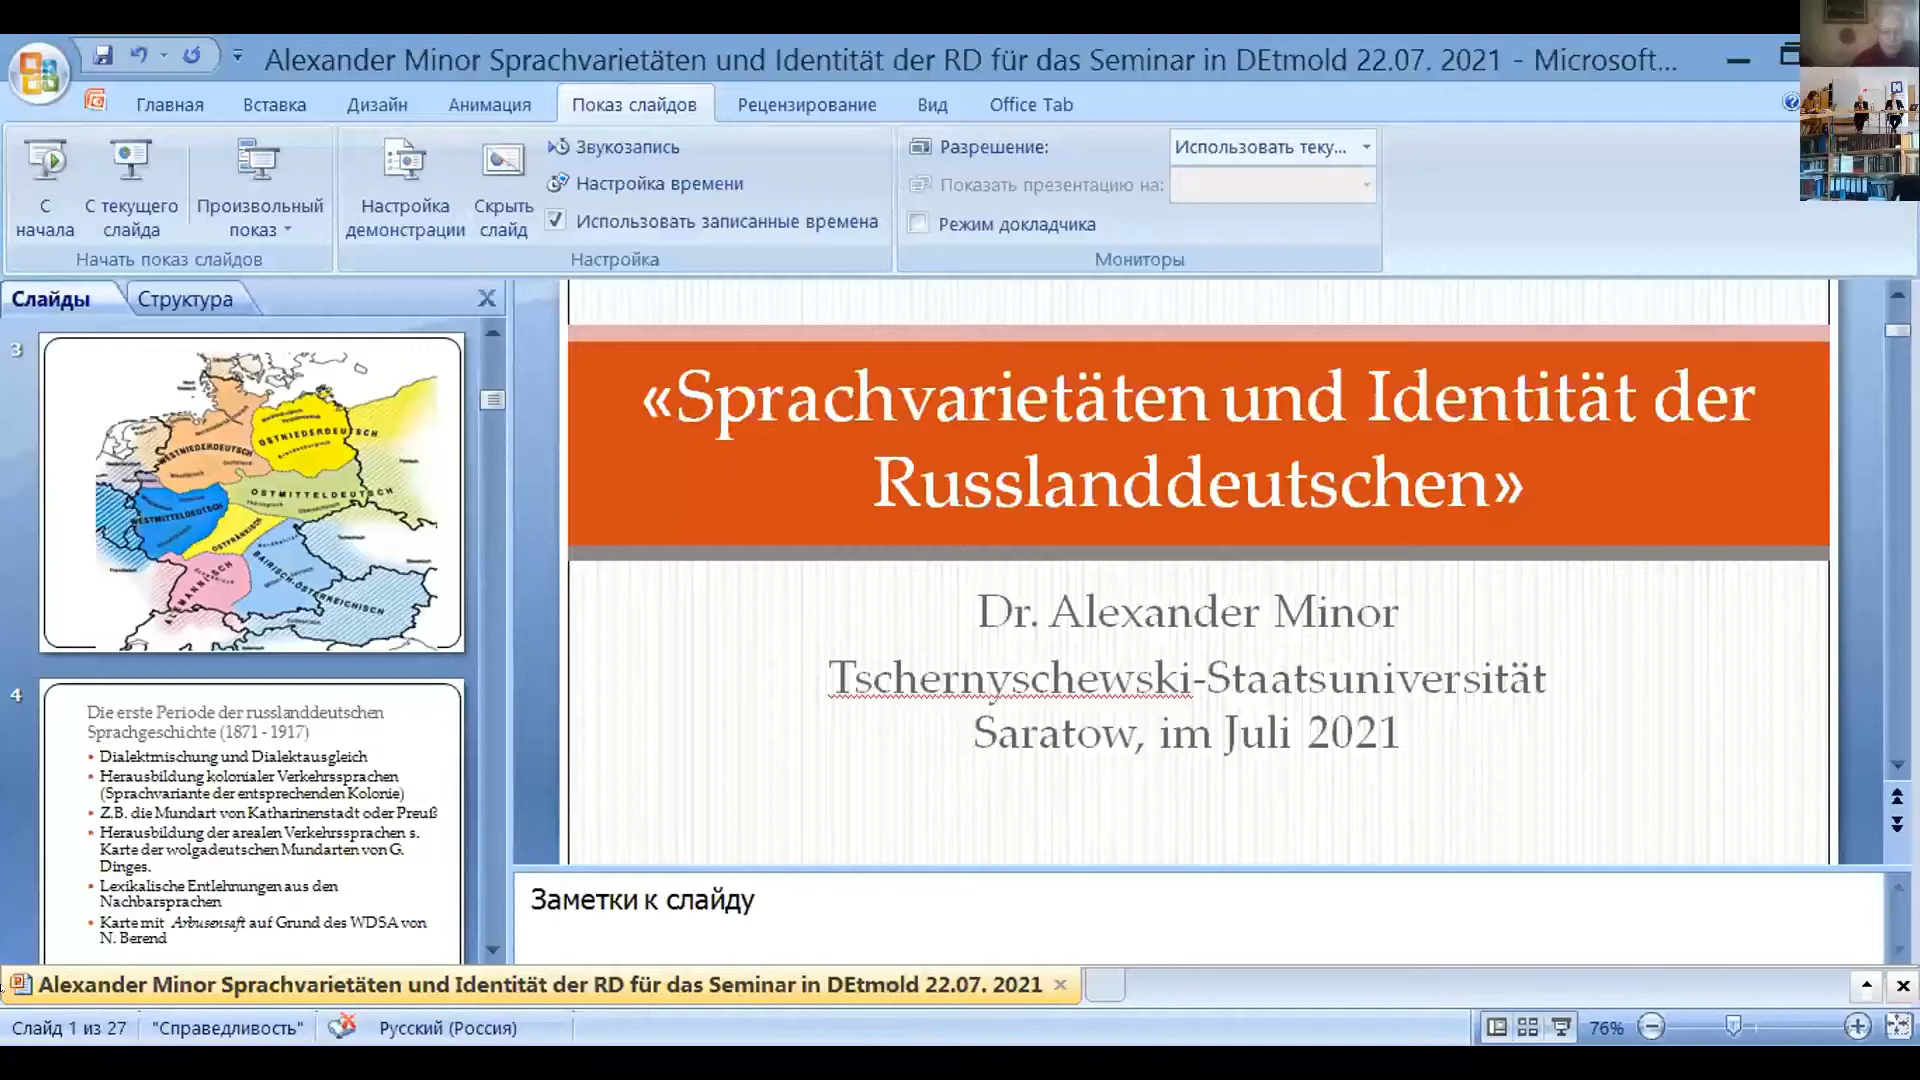 Alexander Minor Sprachvarietäten und Identität der RD für das Seminar in DEtmold 22.07. 2021 - Microsoft...
Главная Вставка Дизайн Анимация Показ слайдов Рецензирование Вид Office Tab
С начала
С текущего слайда
Произвольный показ
Начать показ слайдов
Настройка демонстрации
Скрыть слайд
Звукозапись
Настройка времени
Использовать записанные времена
Настройка
Разрешение: Использовать теку...
Показать презентацию на:
Режим докладчика
Мониторы
Слайды Структура
3
WESTNIEDERDEUTSCH
OSTNIEDERDEUTSCH
OSTMITTELDEUTSCH
WESTMITTELDEUTSCH
OSTFRÄNKISCH
ALEMANNISCH
BAIRISCH-ÖSTERREICHISCH
4
Die erste Periode der russlanddeutschen
Sprachgeschichte (1871 - 1917)
• Dialektmischung und Dialektausgleich
• Herausbildung kolonialer Verkehrssprachen
(Sprachvariante der entsprechenden Kolonie)
• Z.B. die Mundart von Katharinenstadt oder Preuß
• Herausbildung der arealen Verkehrssprachen s.
Karte der wolgadeutschen Mundarten von G.
Dinges.
• Lexikalische Entlehnungen aus den
Nachbarsprachen
• Karte mit Arbusensaft auf Grund des WDSA von
N. Berend
«Sprachvarietäten und Identität der
Russlanddeutschen»
Dr. Alexander Minor
Tschernyschewski-Staatsuniversität
Saratow, im Juli 2021
Заметки к слайду
Alexander Minor Sprachvarietäten und Identität der RD für das Seminar in DEtmold 22.07. 2021
Слайд 1 из 27 "Справедливость" Русский (Россия) 76%